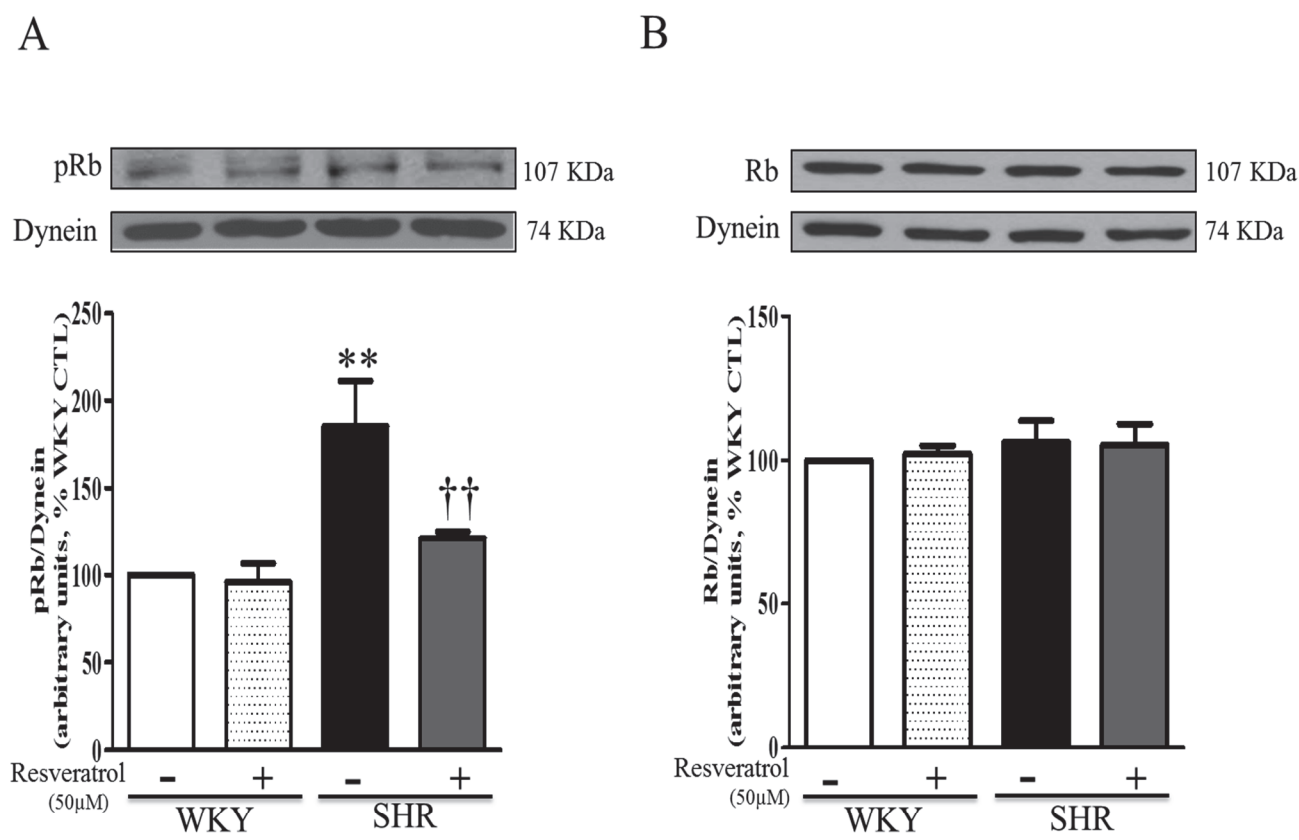 A
pRb
107 KDa
Dynein
74 KDa
pRb/Dynein
(arbitrary units, % WKY CTL)
250
200
150
100
50
0
**
††
Resveratrol
(50µM)
- + - +
WKY SHR
B
Rb
107 KDa
Dynein
74 KDa
Rb/Dynein
(arbitrary units, % WKY CTL)
150
100
50
0
Resveratrol
(50µM)
- + - +
WKY SHR